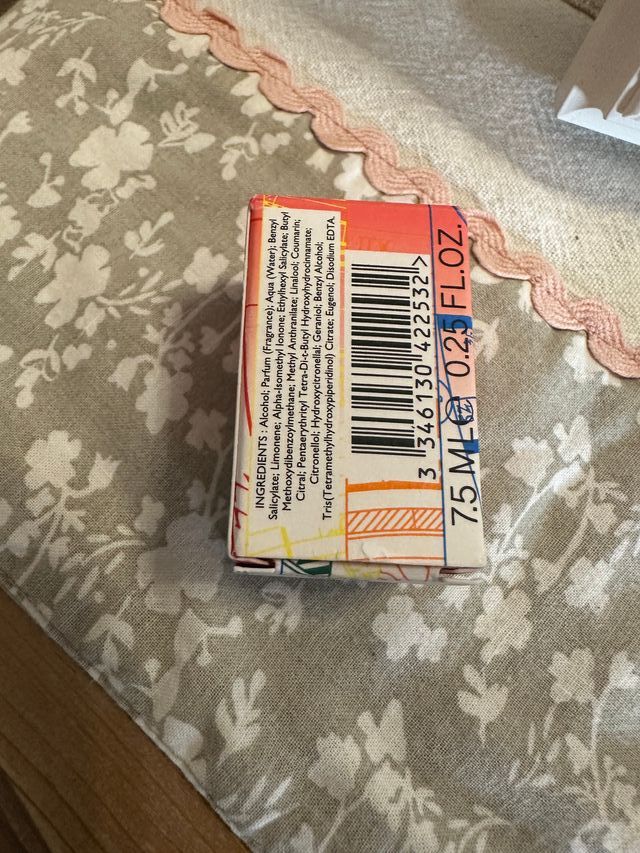 INGREDIENTS : Alcohol; Parfum (Fragrance); Aqua (Water); Benzyl
Salicylate; Limonene; Alpha-Isomethyl Ionone; Ethylhexyl Salicylate; Butyl
Methoxydibenzoylmethane; Methyl Anthranilate; Linalool; Coumarin;
Citral; Pentaerythrityl Tetra-Di-t-Butyl Hydroxyhydrocinnamate;
Citronellol; Hydroxycitronellal; Geraniol; Benzyl Alcohol;
Tris(Tetramethylhydroxypiperidinol) Citrate; Eugenol; Disodium EDTA.
3 346130 422532 >
7.5 ML℮ 0.25 FL.OZ.